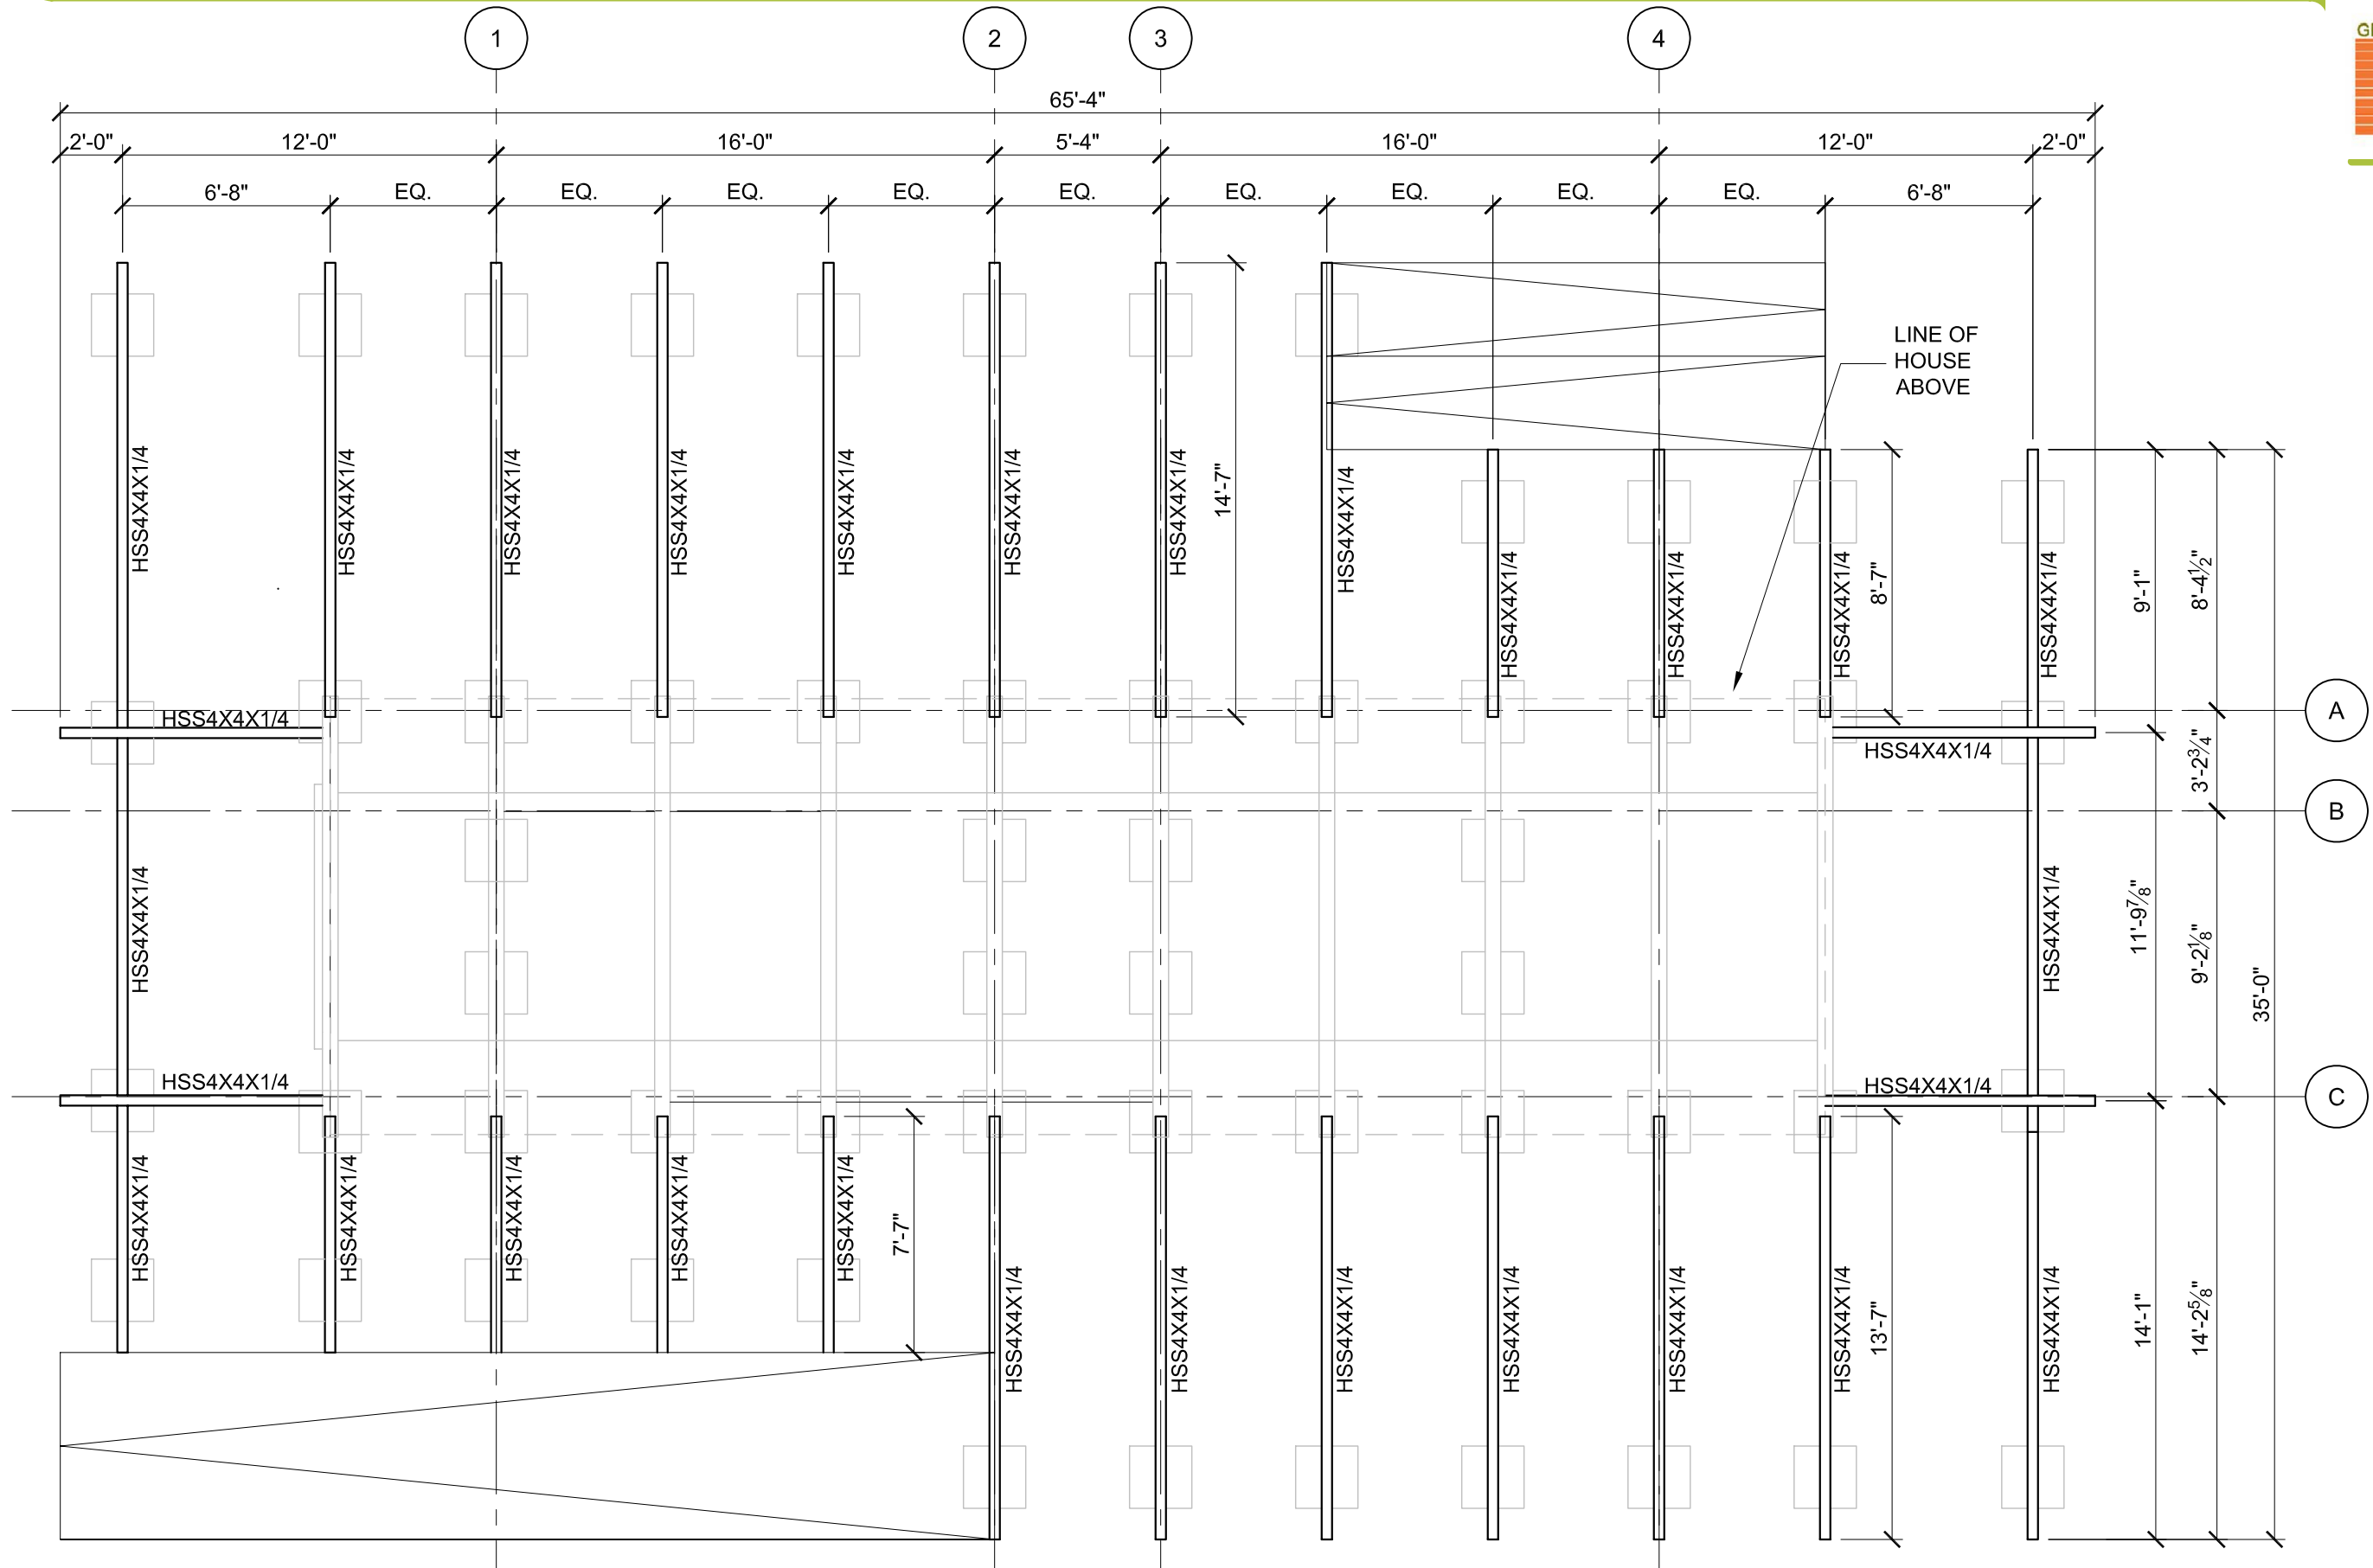 1
2
3
4
GI
65'-4"
2'-0"
12'-0"
16'-0"
5'-4"
16'-0"
12'-0"
2'-0"
6'-8"
EQ.
EQ.
EQ.
EQ.
EQ.
EQ.
EQ.
EQ.
EQ.
6'-8"
LINE OF
HOUSE
ABOVE
HSS4X4X1/4
HSS4X4X1/4
HSS4X4X1/4
HSS4X4X1/4
HSS4X4X1/4
HSS4X4X1/4
HSS4X4X1/4
14'-7"
HSS4X4X1/4
HSS4X4X1/4
HSS4X4X1/4
HSS4X4X1/4
8'-7"
HSS4X4X1/4
9'-1"
8'-4½"
A
HSS4X4X1/4
HSS4X4X1/4
3'-2¾"
B
HSS4X4X1/4
HSS4X4X1/4
11'-9⅞"
9'-2⅛"
35'-0"
HSS4X4X1/4
HSS4X4X1/4
C
HSS4X4X1/4
HSS4X4X1/4
HSS4X4X1/4
HSS4X4X1/4
HSS4X4X1/4
7'-7"
HSS4X4X1/4
HSS4X4X1/4
HSS4X4X1/4
HSS4X4X1/4
HSS4X4X1/4
HSS4X4X1/4
13'-7"
HSS4X4X1/4
14'-1"
14'-2⅝"